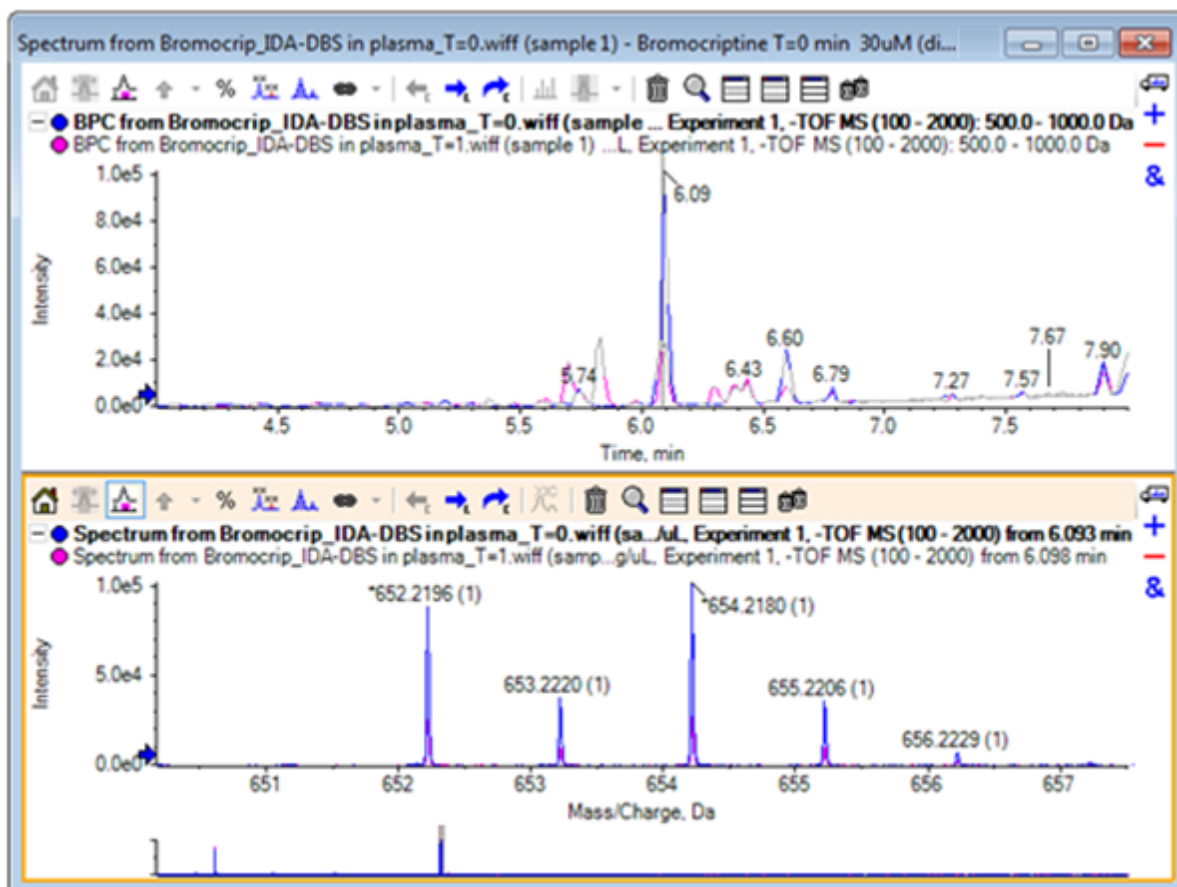 Spectrum from Bromocrip_IDA-DBS in plasma_T=0.wiff (sample 1) - Bromocriptine T=0 min 30uM (di...
%
BPC from Bromocrip_IDA-DBS in plasma_T=0.wiff (sample ... Experiment 1, -TOF MS (100 - 2000): 500.0 - 1000.0 Da
BPC from Bromocrip_IDA-DBS in plasma_T=1.wiff (sample 1) ...L, Experiment 1, -TOF MS (100 - 2000): 500.0 - 1000.0 Da
&
Intensity
1.0e5
8.0e4
6.0e4
4.0e4
2.0e4
0.0e0
6.09
5.74
6.43
6.60
6.79
7.27
7.57
7.67
7.90
4.5 5.0 5.5 6.0 6.5 7.0 7.5
Time, min
%
Spectrum from Bromocrip_IDA-DBS in plasma_T=0.wiff (sa.../uL, Experiment 1, -TOF MS (100 - 2000) from 6.093 min
Spectrum from Bromocrip_IDA-DBS in plasma_T=1.wiff (samp...g/uL, Experiment 1, -TOF MS (100 - 2000) from 6.098 min
&
Intensity
1.0e5
5.0e4
0.0e0
*652.2196 (1)
653.2220 (1)
*654.2180 (1)
655.2206 (1)
656.2229 (1)
651 652 653 654 655 656 657
Mass/Charge, Da